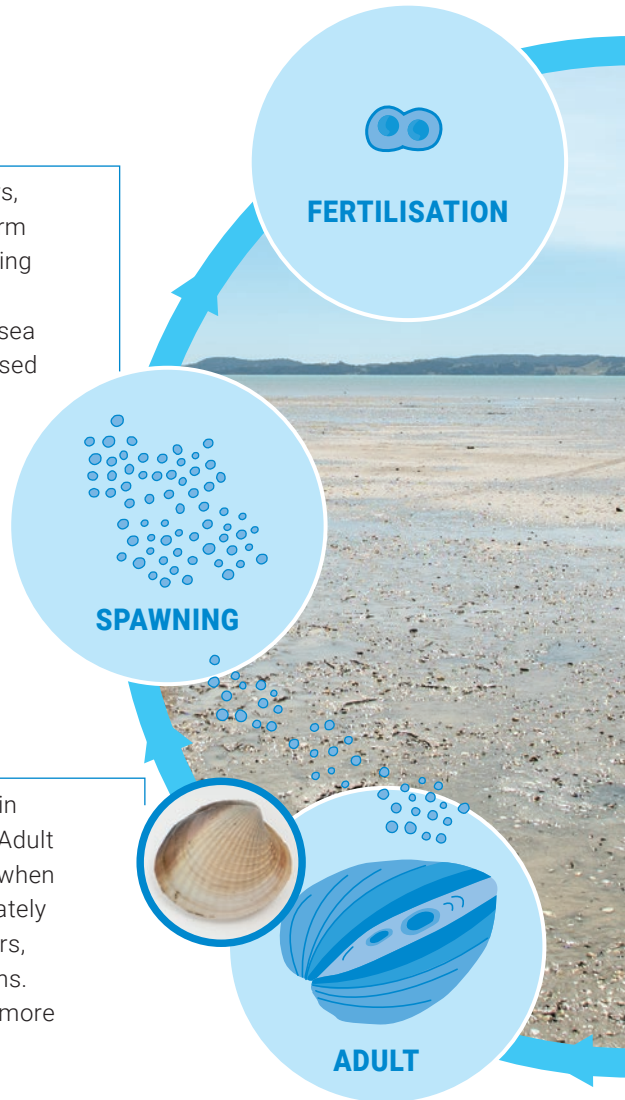 s,
rm
ing
sea
sed
FERTILISATION
SPAWNING
in
Adult
when
ately
rs,
ns.
more
ADULT